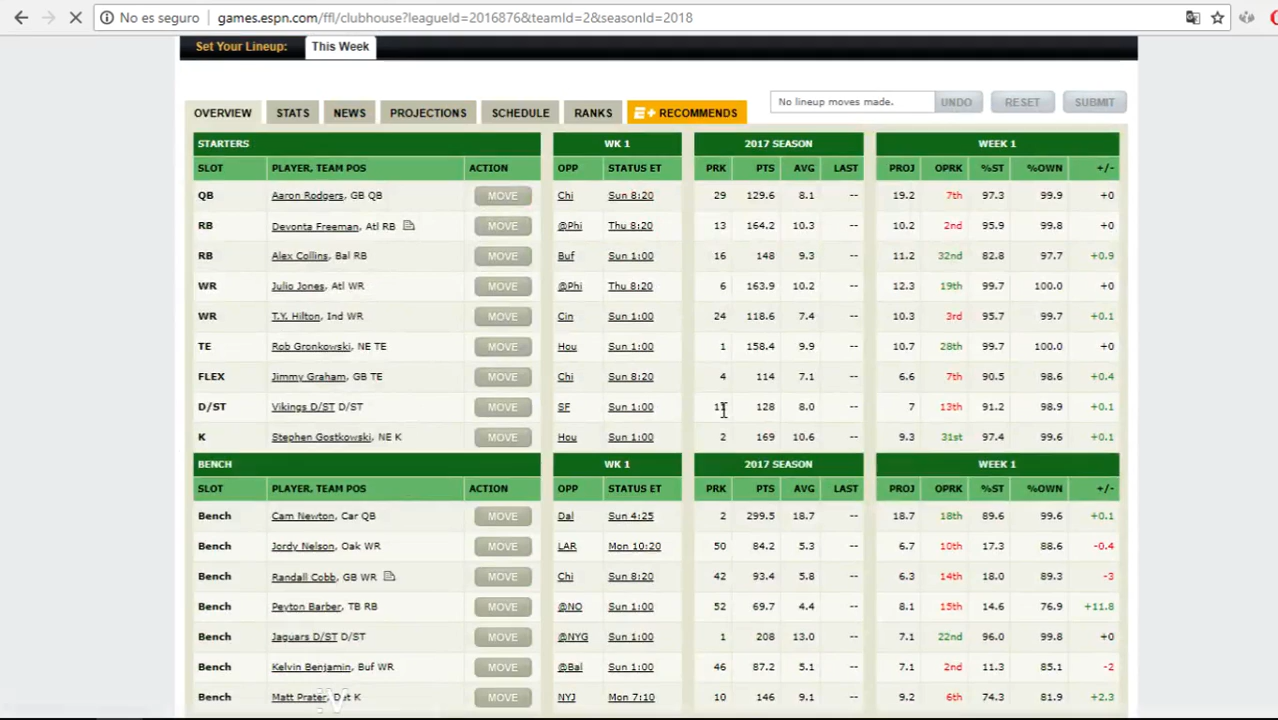 No es seguro games.espn.com/ffl/clubhouse?leagueId=2016876&teamId=2&seasonId=2018
Set Your Lineup: This Week
OVERVIEW STATS NEWS PROJECTIONS SCHEDULE RANKS E+ RECOMMENDS No lineup moves made. UNDO RESET SUBMIT
STARTERS WK 1 2017 SEASON WEEK 1
SLOT PLAYER, TEAM POS ACTION OPP STATUS ET PRK PTS AVG LAST PROJ OPRK %ST %OWN +/-
QB Aaron Rodgers, GB QB MOVE Chi Sun 8:20 29 129.6 8.1 -- 19.2 7th 97.3 99.9 +0
RB Devonta Freeman, Atl RB MOVE @Phi Thu 8:20 13 164.2 10.3 -- 10.2 2nd 95.9 99.8 +0
RB Alex Collins, Bal RB MOVE Buf Sun 1:00 16 148 9.3 -- 11.2 32nd 82.8 97.7 +0.9
WR Julio Jones, Atl WR MOVE @Phi Thu 8:20 6 163.9 10.2 -- 12.3 19th 99.7 100.0 +0
WR T.Y. Hilton, Ind WR MOVE Cin Sun 1:00 24 118.6 7.4 -- 10.3 3rd 95.7 99.7 +0.1
TE Rob Gronkowski, NE TE MOVE Hou Sun 1:00 1 158.4 9.9 -- 10.7 28th 99.7 100.0 +0
FLEX Jimmy Graham, GB TE MOVE Chi Sun 8:20 4 114 7.1 -- 6.6 7th 90.5 98.6 +0.4
D/ST Vikings D/ST D/ST MOVE SF Sun 1:00 128 8.0 -- 7 13th 91.2 98.9 +0.1
K Stephen Gostkowski, NE K MOVE Hou Sun 1:00 2 169 10.6 -- 9.3 31st 97.4 99.6 +0.1
BENCH WK 1 2017 SEASON WEEK 1
SLOT PLAYER, TEAM POS ACTION OPP STATUS ET PRK PTS AVG LAST PROJ OPRK %ST %OWN +/-
Bench Cam Newton, Car QB MOVE Dal Sun 4:25 2 299.5 18.7 -- 18.7 18th 89.6 99.6 +0.1
Bench Jordy Nelson, Oak WR MOVE LAR Mon 10:20 50 84.2 5.3 -- 6.7 10th 17.3 88.6 -0.4
Bench Randall Cobb, GB WR MOVE Chi Sun 8:20 42 93.4 5.8 -- 6.3 14th 18.0 89.3 -3
Bench Peyton Barber, TB RB MOVE @NO Sun 1:00 52 69.7 4.4 -- 8.1 15th 14.6 76.9 +11.8
Bench Jaguars D/ST D/ST MOVE @NYG Sun 1:00 1 208 13.0 -- 7.1 22nd 96.0 99.8 +0
Bench Kelvin Benjamin, Buf WR MOVE @Bal Sun 1:00 46 87.2 5.1 -- 7.1 2nd 11.3 85.1 -2
Bench Matt Prater, Det K MOVE NYJ Mon 7:10 10 146 9.1 -- 9.2 6th 74.3 81.9 +2.3